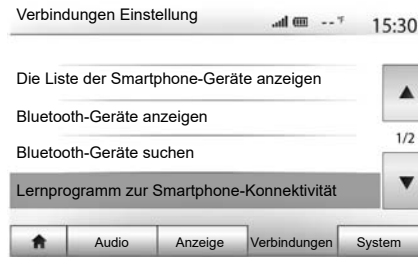 Verbindungen Einstellung
--°F 15:30
Die Liste der Smartphone-Geräte anzeigen
Bluetooth-Geräte anzeigen
1/2
Bluetooth-Geräte suchen
Lernprogramm zur Smartphone-Konnektivität
Audio Anzeige Verbindungen System